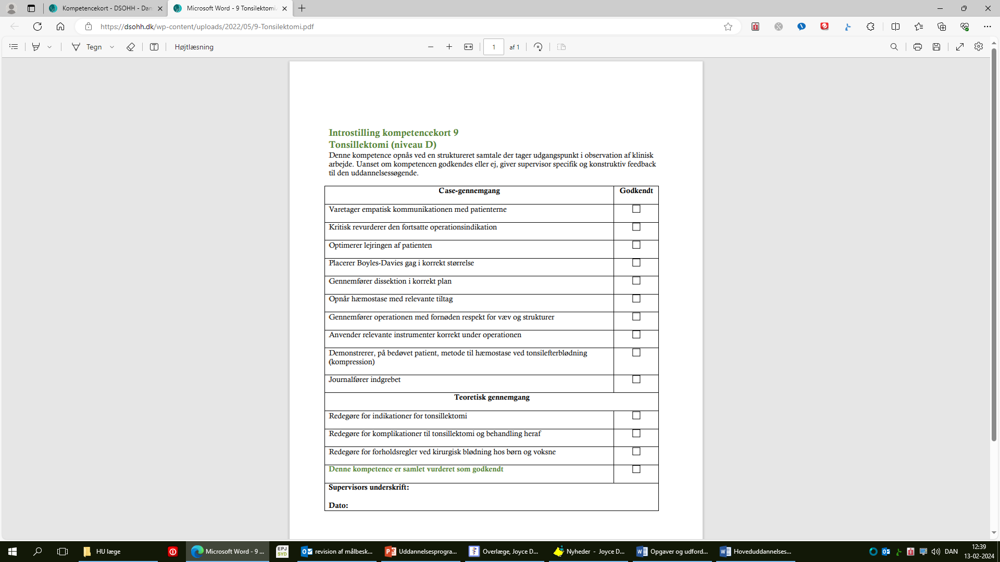 Kompetencekort - DSOHH - Dan
Microsoft Word - 9 Tonsilektomi.
https://dsohh.dk/wp-content/uploads/2022/05/9-Tonsilektomi.pdf
Tegn
Højtlæsning
1
af 1
Introstilling kompetencekort 9
Tonsillektomi (niveau D)
Denne kompetence opnås ved en struktureret samtale der tager udgangspunkt i observation af klinisk
arbejde. Uanset om kompetencen godkendes eller ej, giver supervisor specifik og konstruktiv feedback
til den uddannelsessøgende.
Case-gennemgang Godkendt
Varetager empatisk kommunikationen med patienterne
Kritisk revurderer den fortsatte operationsindikation
Optimerer lejringen af patienten
Placerer Boyles-Davies gag i korrekt størrelse
Gennemfører dissektion i korrekt plan
Opnår hæmostase med relevante tiltag
Gennemfører operationen med fornøden respekt for væv og strukturer
Anvender relevante instrumenter korrekt under operationen
Demonstrerer, på bedøvet patient, metode til hæmostase ved tonsilefterblødning
(kompression)
Journalfører indgrebet
Teoretisk gennemgang
Redegøre for indikationer for tonsillektomi
Redegøre for komplikationer til tonsillektomi og behandling heraf
Redegøre for forholdsregler ved kirurgisk blødning hos børn og voksne
Denne kompetence er samlet vurderet som godkendt
Supervisors underskrift:
Dato:
HU læge
Microsoft Word - 9 ...
EPJ
SYD
revision af målbesk...
Uddannelsesprogra...
Overlæge, Joyce D...
Nyheder - Joyce D...
Opgaver og udford...
Hoveduddannelses...
DAN
12:39
13-02-2024